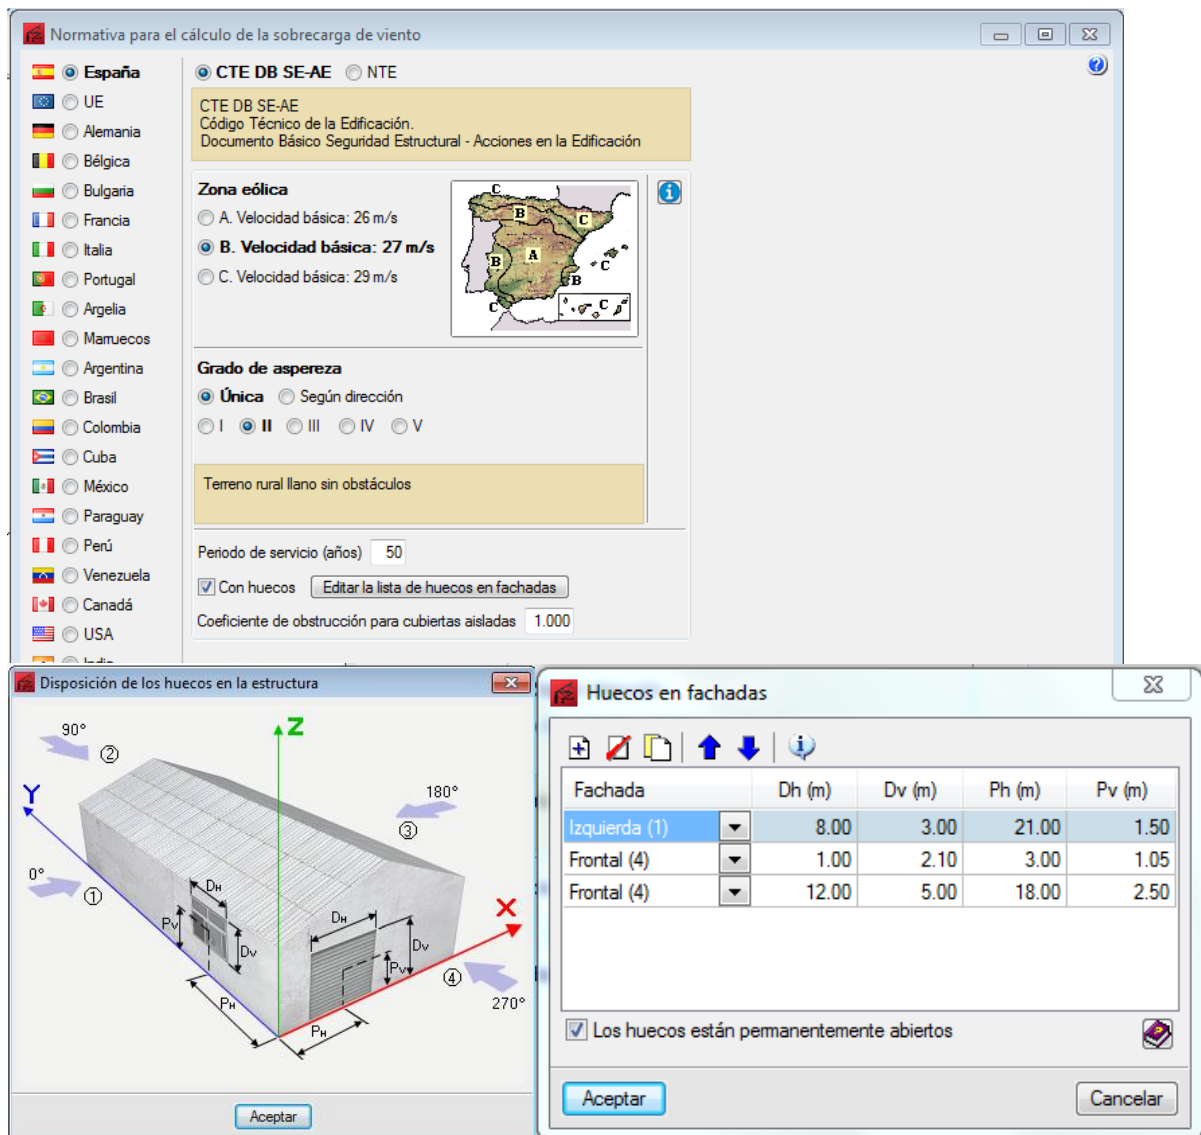 Normativa para el cálculo de la sobrecarga de viento
España
UE
Alemania
Bélgica
Bulgaria
Francia
Italia
Portugal
Argelia
Marruecos
Argentina
Brasil
Colombia
Cuba
México
Paraguay
Perú
Venezuela
Canadá
USA
India
CTE DB SE-AE NTE
CTE DB SE-AE
Código Técnico de la Edificación.
Documento Básico Seguridad Estructural - Acciones en la Edificación
Zona eólica
A. Velocidad básica: 26 m/s
B. Velocidad básica: 27 m/s
C. Velocidad básica: 29 m/s
C
B
C
A
B
C
B
C
C
Grado de aspereza
Única Según dirección
I II III IV V
Terreno rural llano sin obstáculos
Periodo de servicio (años) 50
Con huecos Editar la lista de huecos en fachadas
Coeficiente de obstrucción para cubiertas aisladas 1.000
Disposición de los huecos en la estructura
90°
2
Z
Y
180°
3
0°
1
DH
PV
DV
PH
DH
DV
PV
PH
X
4
270°
Aceptar
Huecos en fachadas
Fachada Dh (m) Dv (m) Ph (m) Pv (m)
Izquierda (1) 8.00 3.00 21.00 1.50
Frontal (4) 1.00 2.10 3.00 1.05
Frontal (4) 12.00 5.00 18.00 2.50
Los huecos están permanentemente abiertos
Aceptar Cancelar